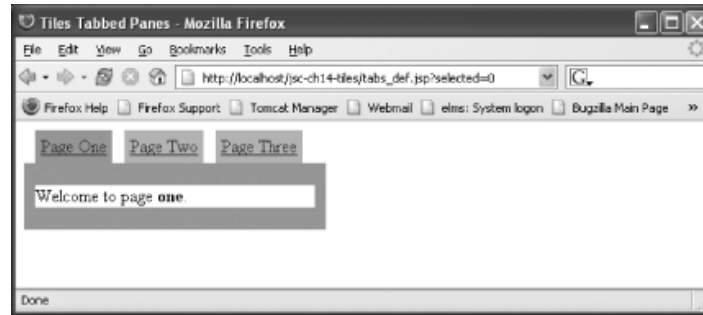 Tiles Tabbed Panes - Mozilla Firefox
File Edit View Go Bookmarks Tools Help
http://localhost/jsc-ch14-tiles/tabs_def.jsp?selected=0 G
Firefox Help Firefox Support Tomcat Manager Webmail elms: System logon Bugzilla Main Page »
Page One Page Two Page Three
Welcome to page one.
Done